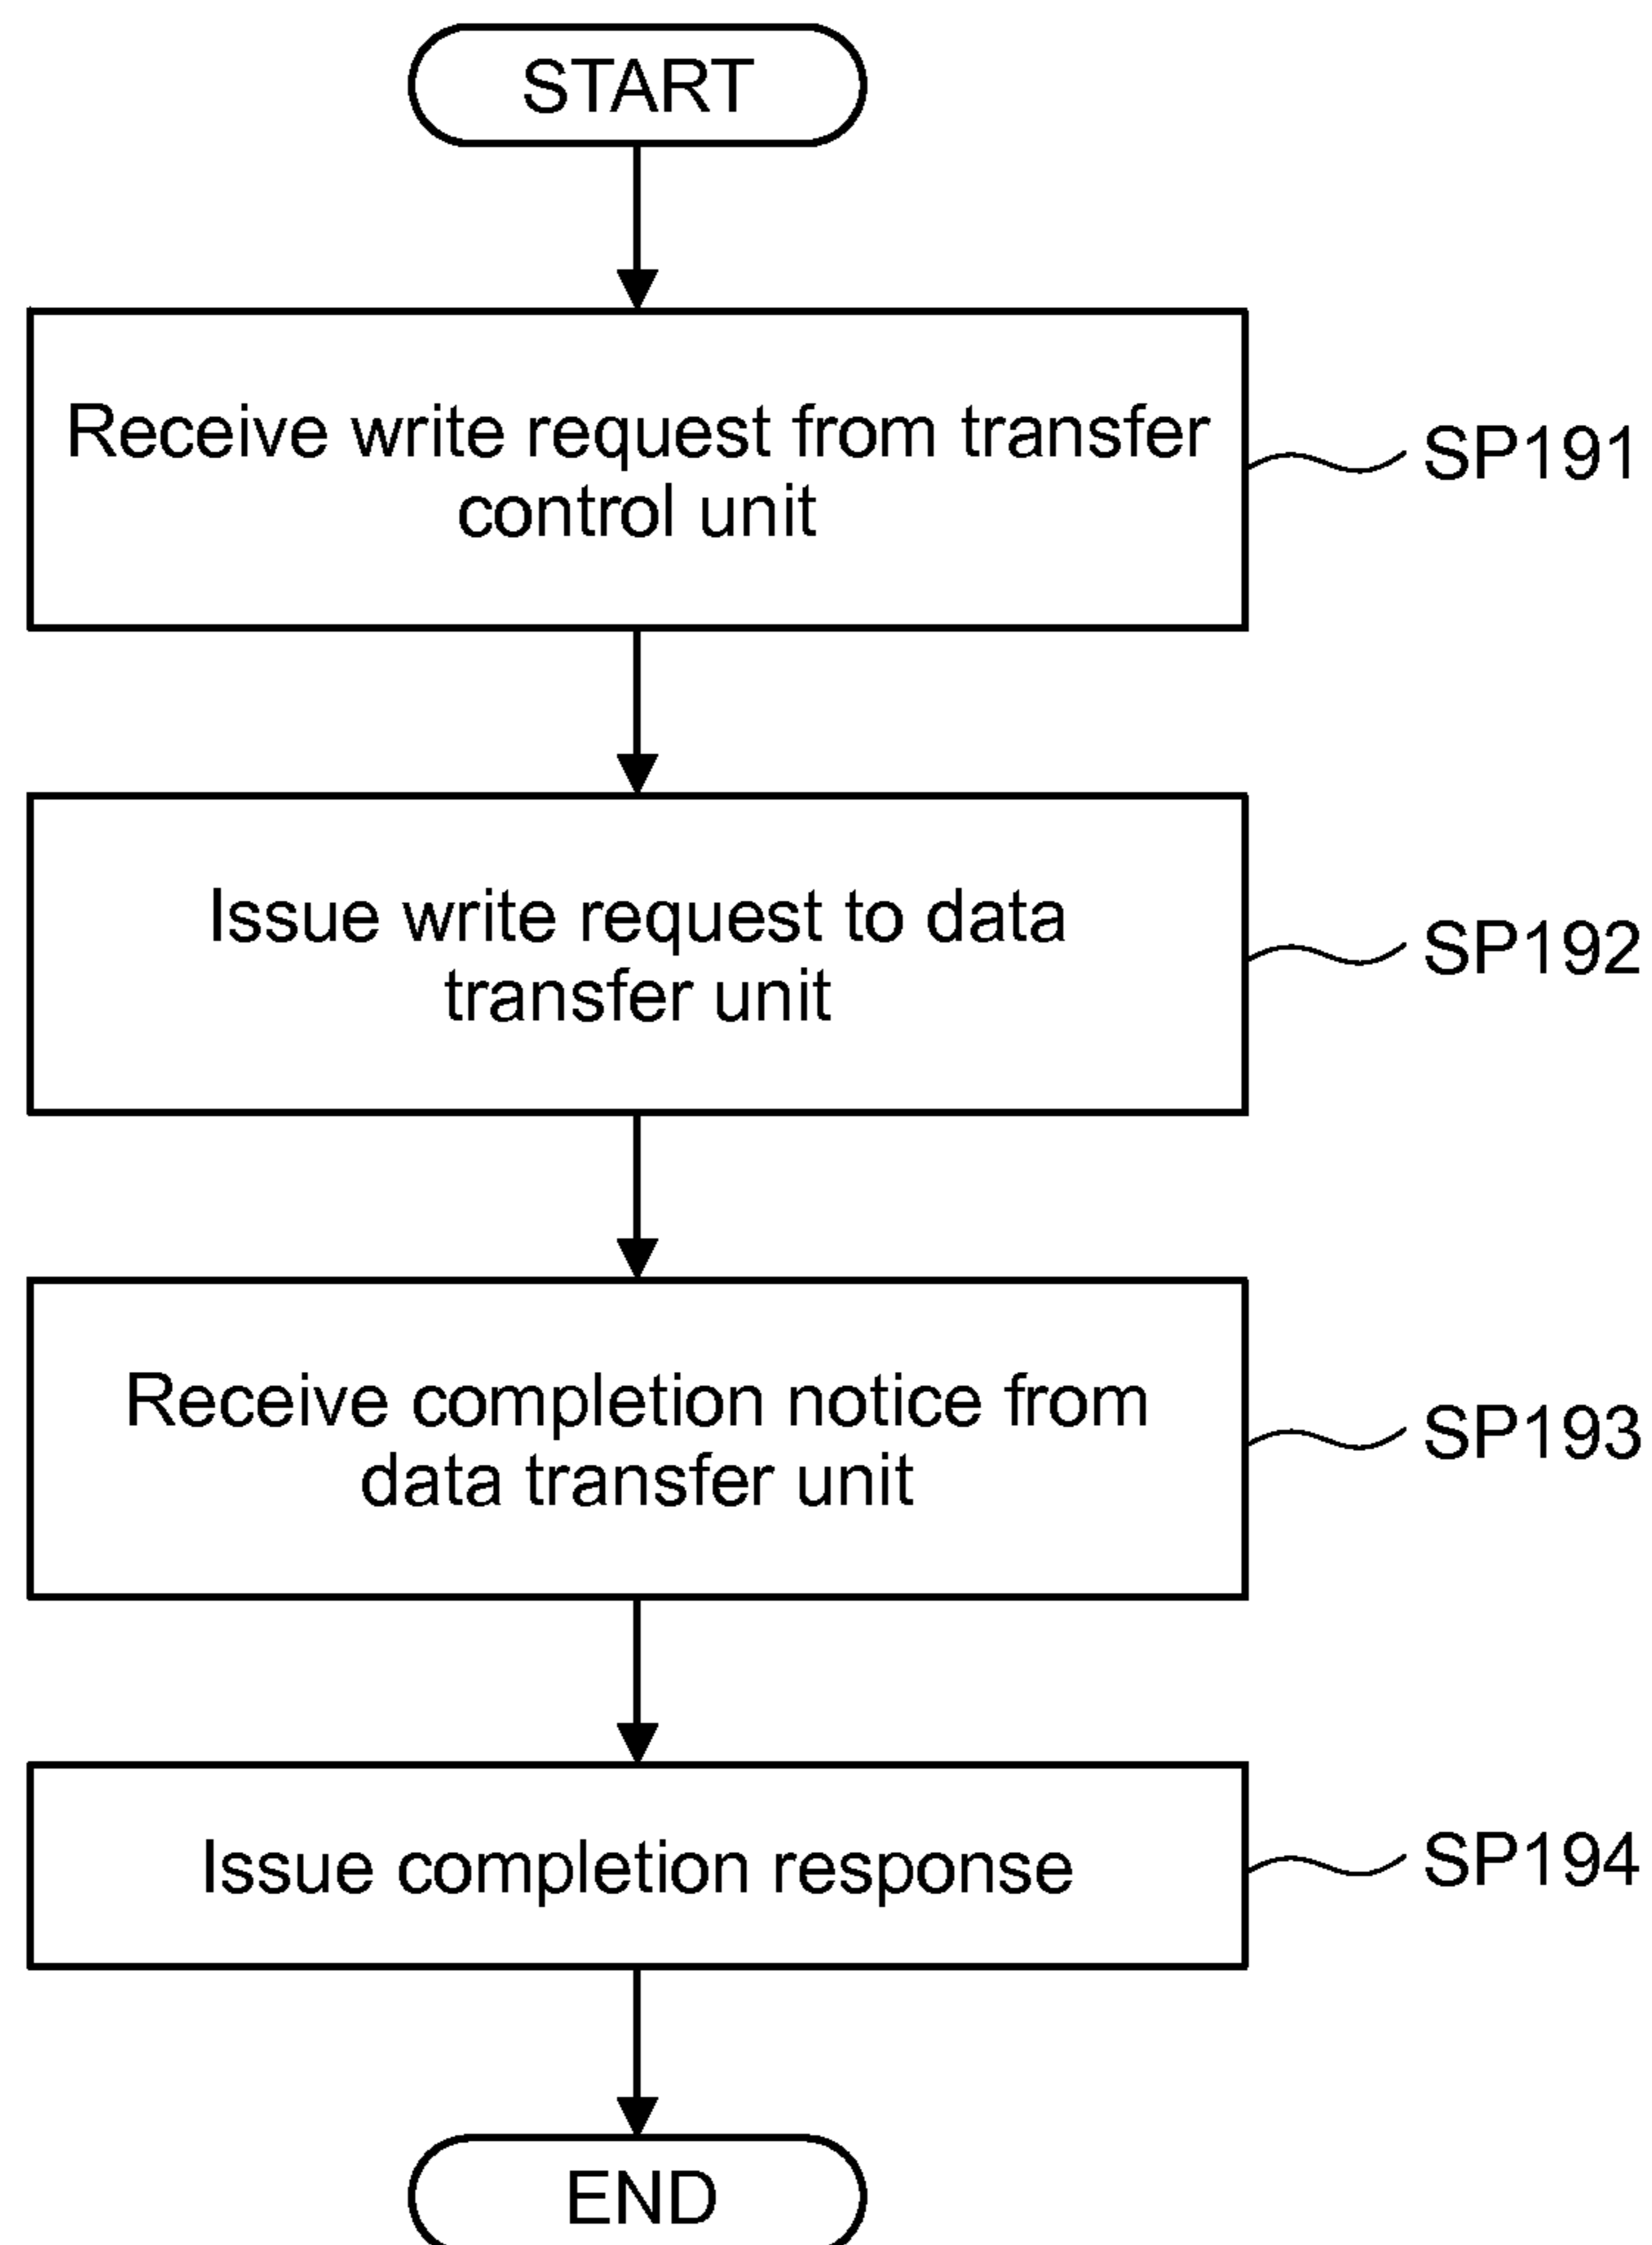 START
Receive write request from transfer
control unit
SP191
Issue write request to data
transfer unit
SP192
Receive completion notice from
data transfer unit
SP193
Issue completion response
SP194
END